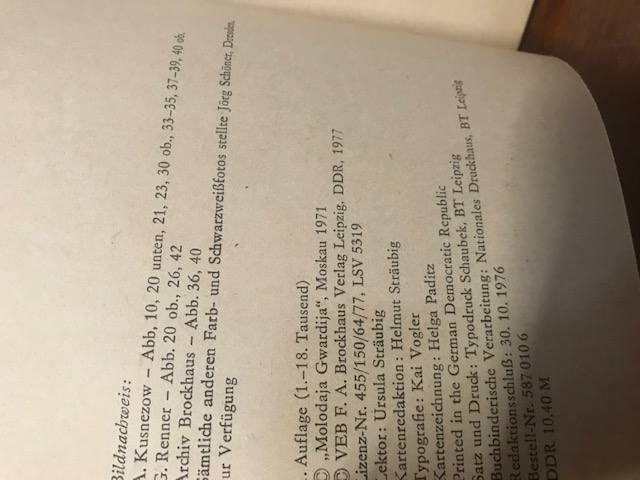 Bildnachweis:
A. Kusnezow – Abb, 10, 20 unten, 21, 23, 30 ob., 33–35, 37–39, 40 ob.
G. Renner – Abb. 20 ob., 26, 42
Archiv Brockhaus – Abb. 36, 40
Sämtliche anderen Farb- und Schwarzweißfotos stellte Jörg Schöner, Dresden,
zur Verfügung
. Auflage (1.–18. Tausend)
© „Molodaja Gwardija“, Moskau 1971
© VEB F. A. Brockhaus Verlag Leipzig, DDR, 1977
Lizenz-Nr. 455/150/64/77, LSV 5319
Lektor: Ursula Sträubig
Kartenredaktion: Helmut Sträubig
Typografie: Kai Vogler
Kartenzeichnung: Helga Paditz
Printed in the German Democratic Republic
Satz und Druck: Typodruck Schaubek, BT Leipzig
Buchbinderische Verarbeitung: Nationales Druckhaus, BT Leipzig
Redaktionsschluß: 30. 10. 1976
Bestell-Nr. 587 010 6
DDR 10,40 M